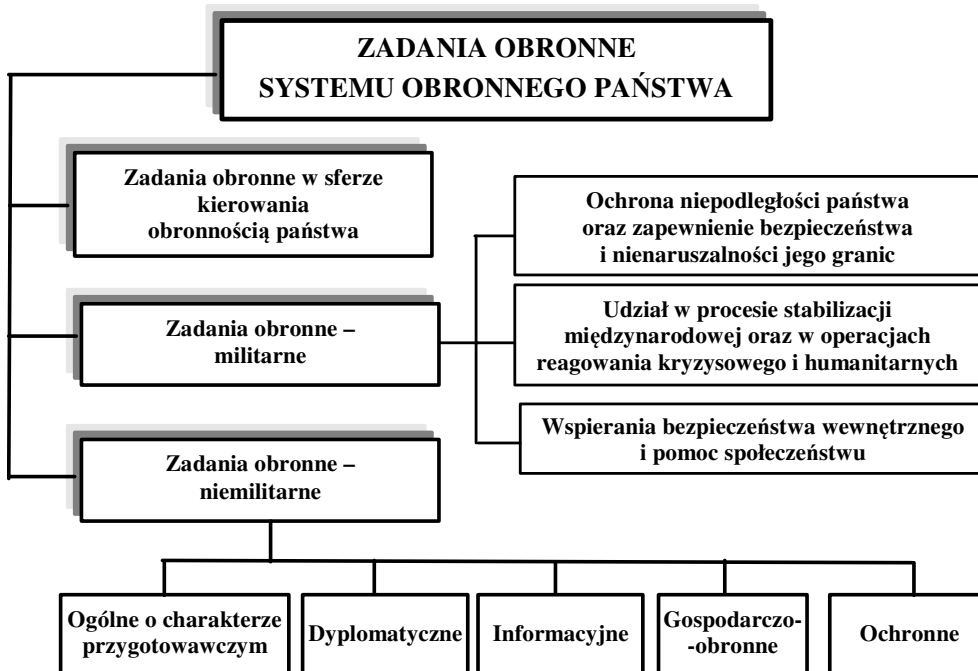 ZADANIA OBRONNE
SYSTEMU OBRONNEGO PAŃSTWA
Zadania obronne w sferze
kierowania
obronnością państwa
Ochrona niepodległości państwa
oraz zapewnienie bezpieczeństwa
i nienaruszalności jego granic
Zadania obronne –
militarne
Udział w procesie stabilizacji
międzynarodowej oraz w operacjach
reagowania kryzysowego i humanitarnych
Wspierania bezpieczeństwa wewnętrznego
i pomoc społeczeństwu
Zadania obronne –
niemilitarne
Ogólne o charakterze
przygotowawczym
Dyplomatyczne
Informacyjne
Gospodarczo-
-obronne
Ochronne